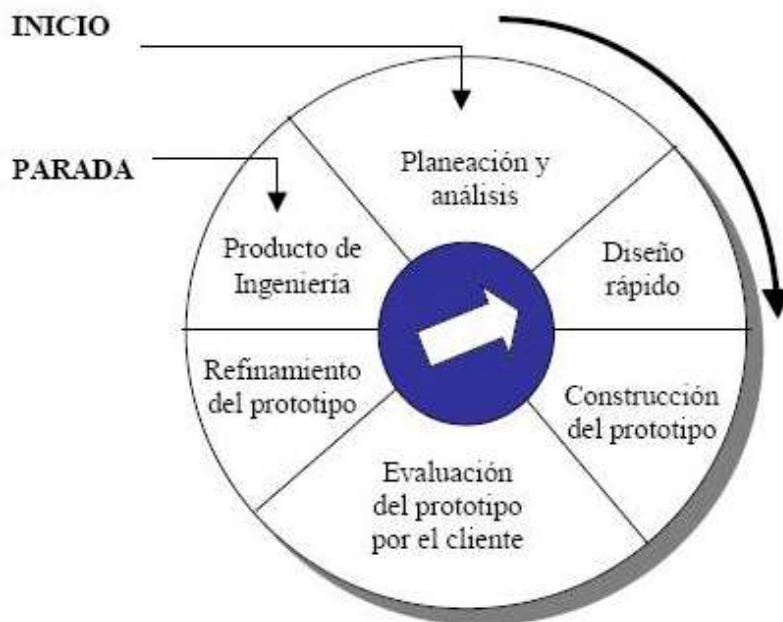 INICIO
PARADA
Planeación y
análisis
Diseño
rápido
Construcción
del prototipo
Evaluación
del prototipo
por el cliente
Refinamiento
del prototipo
Producto de
Ingeniería